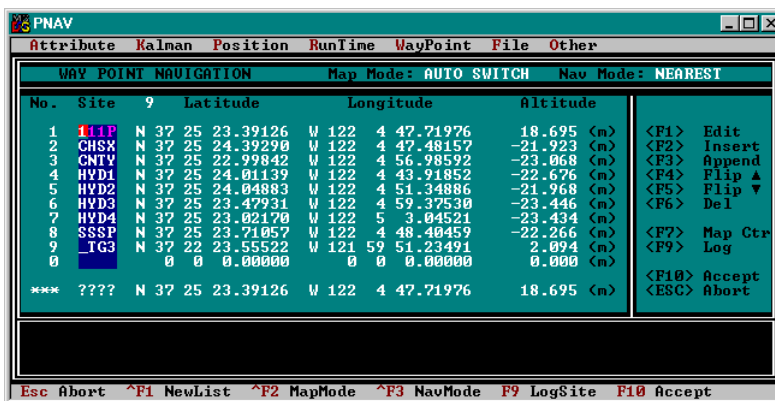 PNAV
Attribute Kalman Position RunTime WayPoint File Other
WAY POINT NAVIGATION Map Mode: AUTO SWITCH Nav Mode: NEAREST
No. Site 9 Latitude Longitude Altitude
1 111P N 37 25 23.39126 W 122 4 47.71976 18.695 (m) <F1> Edit
2 CHSX N 37 25 24.39290 W 122 4 47.48157 -21.923 (m) <F2> Insert
3 CNTY N 37 25 22.99842 W 122 4 56.98592 -23.068 (m) <F3> Append
4 HYD1 N 37 25 24.01139 W 122 4 43.91852 -22.676 (m) <F4> Flip ▲
5 HYD2 N 37 25 24.04883 W 122 4 51.34886 -21.968 (m) <F5> Flip ▼
6 HYD3 N 37 25 23.47931 W 122 4 59.37530 -23.446 (m) <F6> Del
7 HYD4 N 37 25 23.02170 W 122 5 3.04521 -23.434 (m)
8 SSSP N 37 25 23.71057 W 122 4 48.40459 -22.266 (m) <F7> Map Ctr
9 _TG3 N 37 22 23.55522 W 121 59 51.23491 2.094 (m) <F9> Log
0 0 0 0.00000 0 0 0.00000 0.000 (m)
<F10> Accept
*** ???? N 37 25 23.39126 W 122 4 47.71976 18.695 (m) <ESC> Abort
Esc Abort ^F1 NewList ^F2 MapMode ^F3 NavMode F9 LogSite F10 Accept